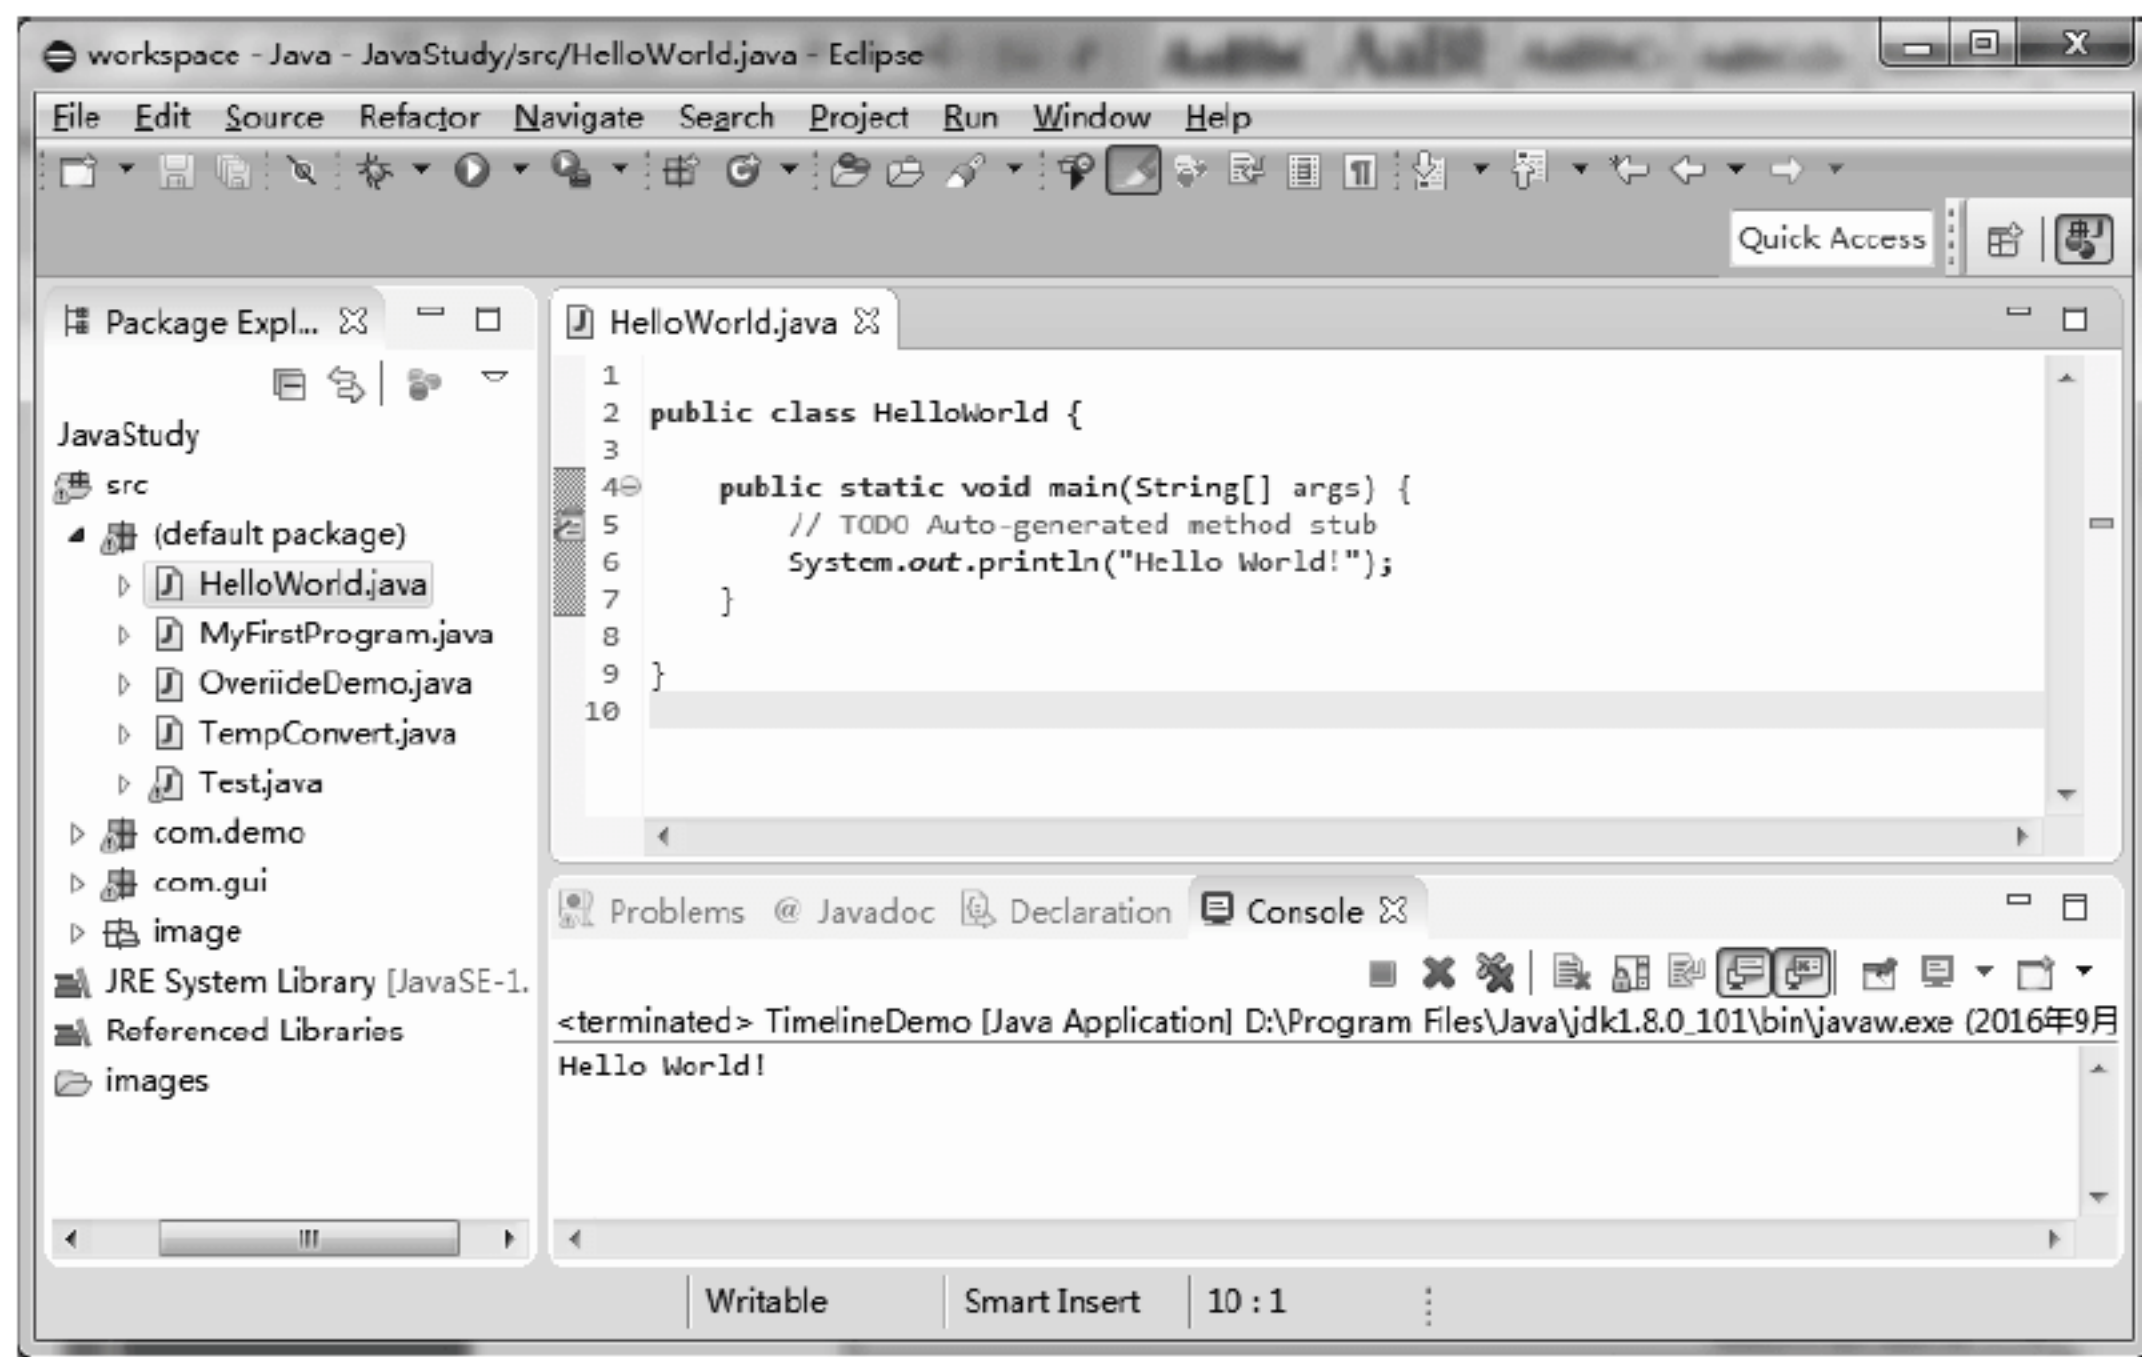 workspace - Java - JavaStudy/src/HelloWorld.java - Eclipse
File Edit Source Refactor Navigate Search Project Run Window Help
Quick Access
Package Expl...
JavaStudy
src
(default package)
HelloWorld.java
MyFirstProgram.java
OveriideDemo.java
TempConvert.java
Test.java
com.demo
com.gui
image
JRE System Library [JavaSE-1.
Referenced Libraries
images
HelloWorld.java
1
2 public class HelloWorld {
3
4 public static void main(String[] args) {
5 // TODO Auto-generated method stub
6 System.out.println("Hello World!");
7 }
8
9 }
10
Problems @ Javadoc Declaration Console
<terminated> TimelineDemo [Java Application] D:\Program Files\Java\jdk1.8.0_101\bin\javaw.exe (2016年9月
Hello World!
Writable Smart Insert 10 : 1